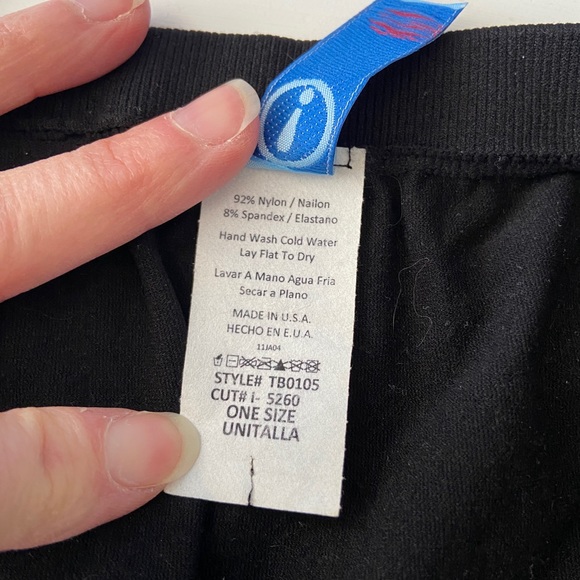 92% Nylon / Nailon
8% Spandex / Elastano
Hand Wash Cold Water
Lay Flat To Dry
Lavar A Mano Agua Fria
Secar a Plano
MADE IN U.S.A.
HECHO EN E.U.A.
11JA04
STYLE# TB0105
CUT# i- 5260
ONE SIZE
UNITALLA